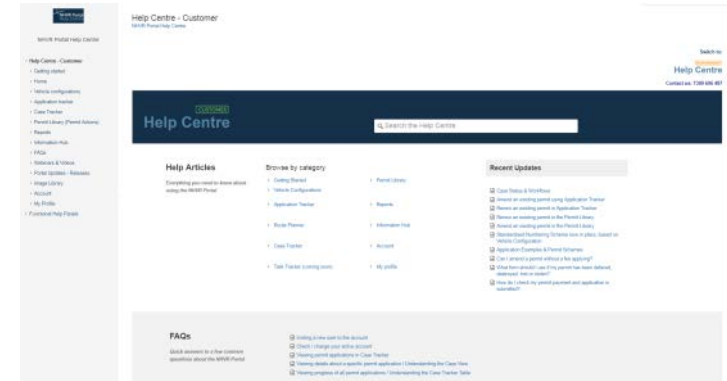 NHVR Portal Help Centre
Help Centre - Customer
Getting started
Home
Vehicle configurations
Application tracker
Case Tracker
Permit Library (Permit Actions)
Reports
Information Hub
FAQs
Webinars & Videos
Portal Updates - Releases
Image Library
Account
My Profile
Functional Help Panels
Help Centre - Customer
NHVR Portal Help Centre
Switch to:
Help Centre
Contact us: 1300 696 487
CUSTOMER
Help Centre
Search the Help Centre
Help Articles
Everything you need to know about
using the NHVR Portal
Browse by category
Getting Started
Vehicle Configurations
Application Tracker
Route Planner
Case Tracker
Task Tracker (coming soon)
Permit Library
Reports
Information Hub
Account
My profile
Recent Updates
Case Status & Workflows
Amend an existing permit using Application Tracker
Renew an existing permit in Application Tracker
Renew an existing permit in the Permit Library
Amend an existing permit in the Permit Library
Standardised Numbering Scheme now in place, based on
Vehicle Configuration
Application Examples & Permit Schemes
Can I amend a permit without a fee applying?
What form should I use if my permit has been defaced,
destroyed, lost or stolen?
How do I check my permit payment and application is
submitted?
FAQs
Quick answers to a few common
questions about the NHVR Portal
Inviting a new user to the account
Check / change your active account
Viewing permit applications in Case Tracker
Viewing details about a specific permit application / Understanding the Case View
Viewing progress of all permit applications / Understanding the Case Tracker Table